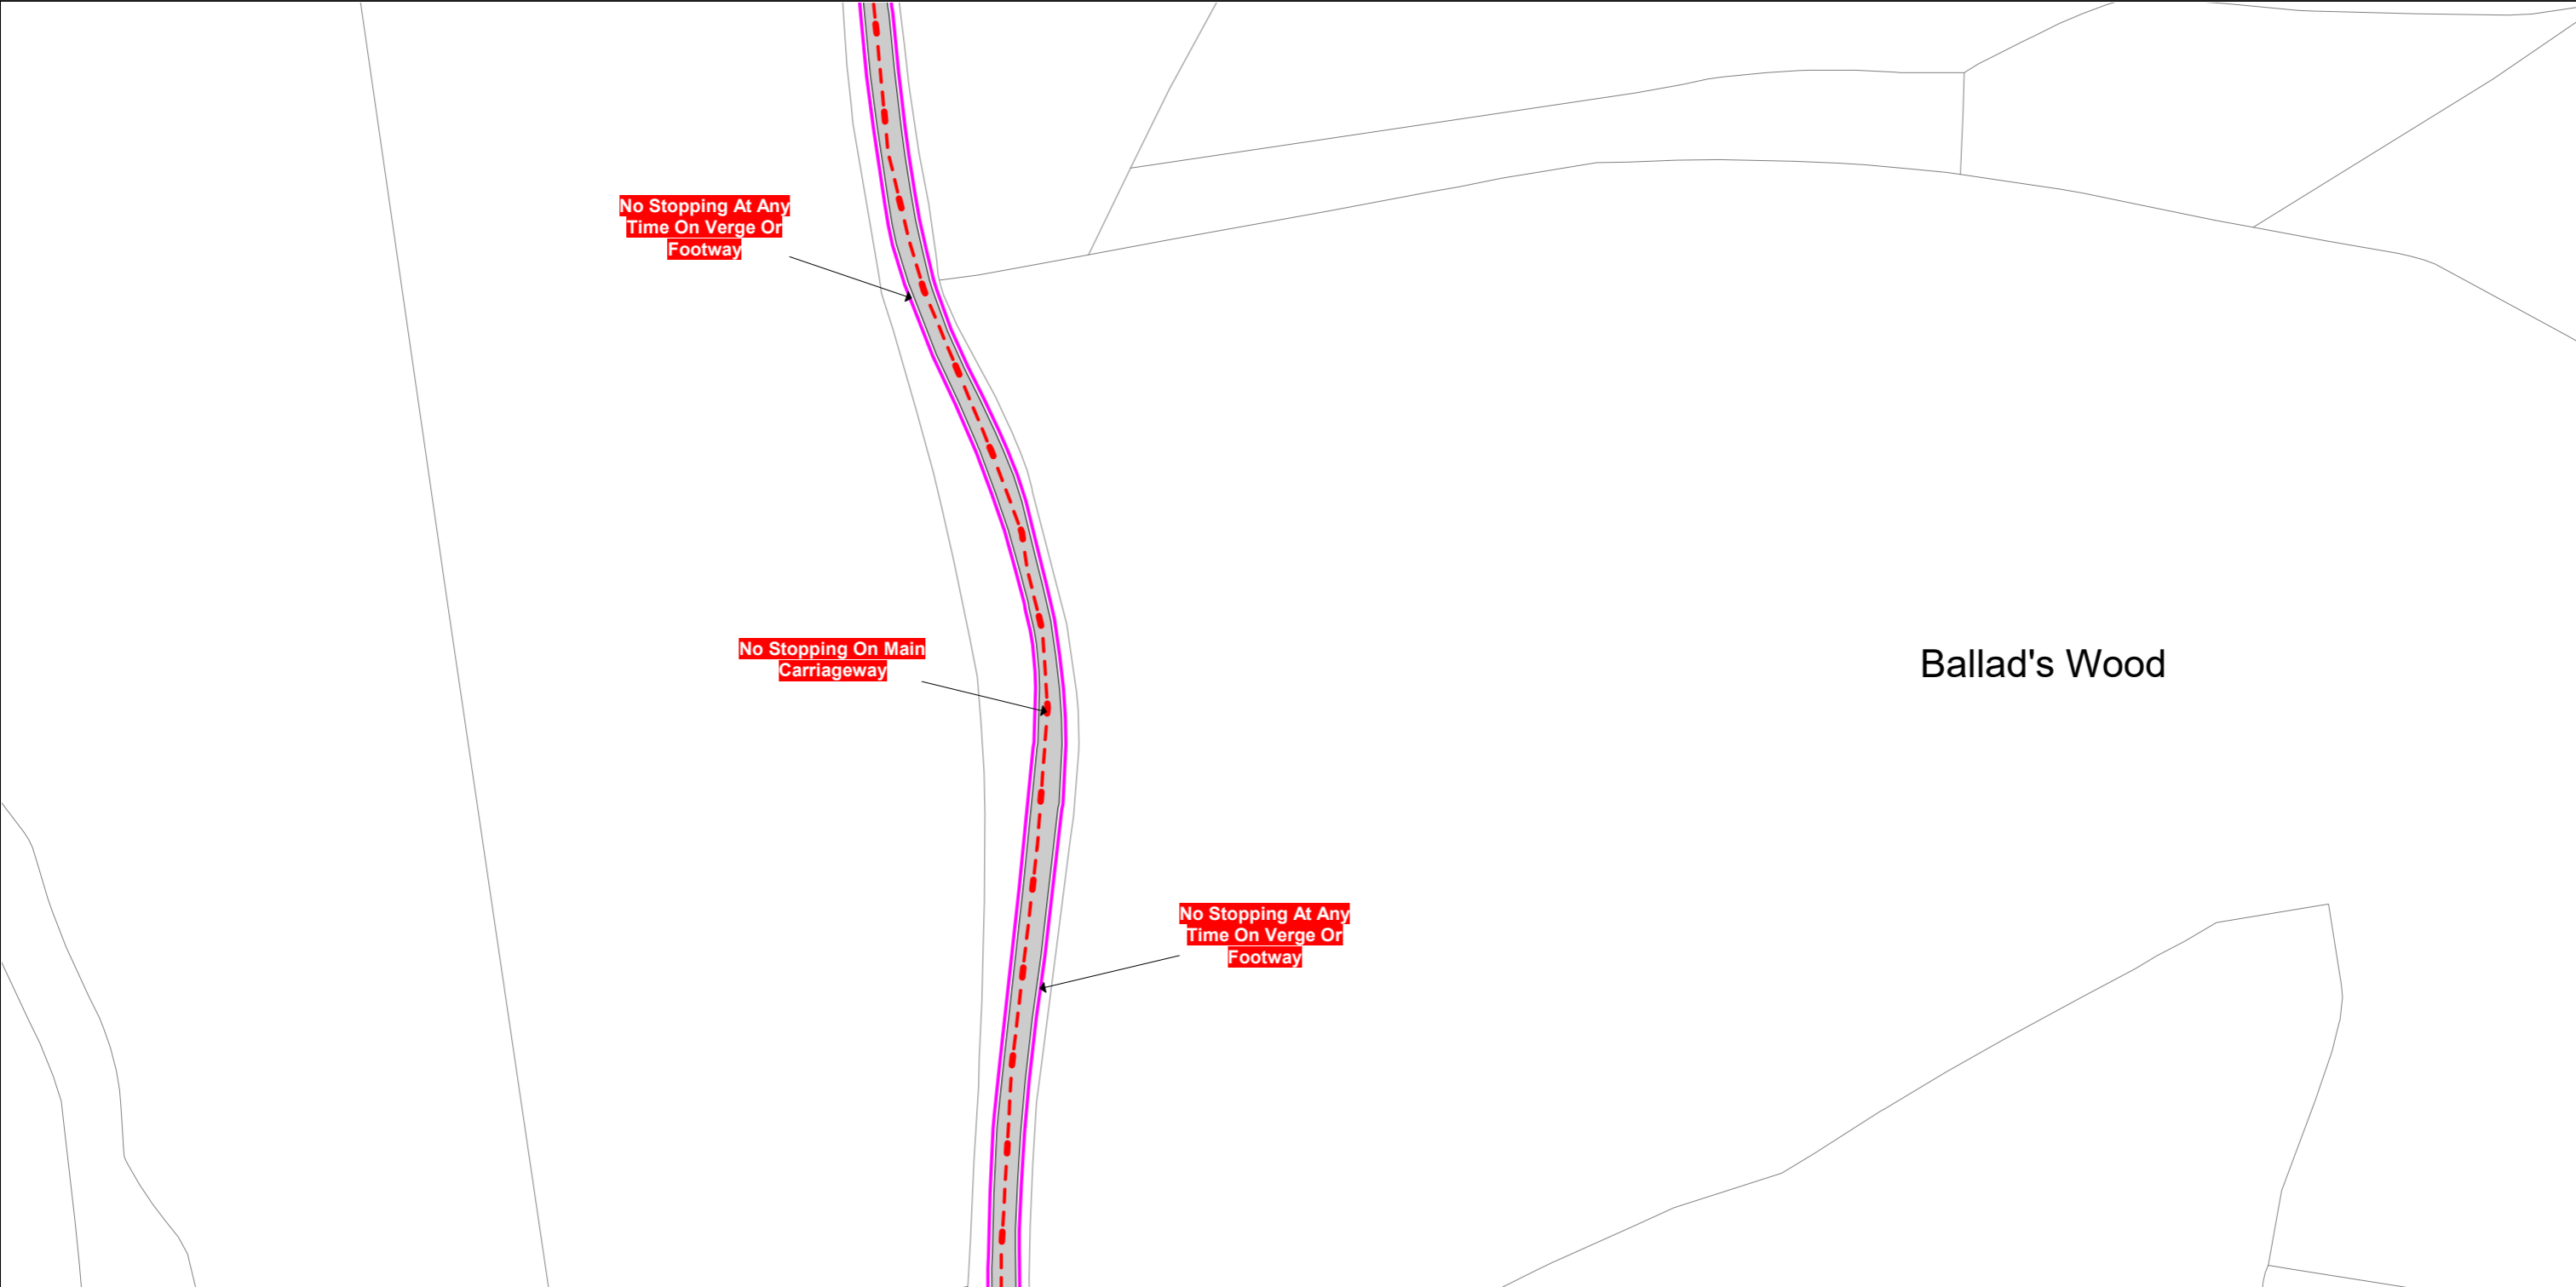 No Stopping At Any
Time On Verge Or
Footway
No Stopping On Main
Carriageway
Ballad's Wood
No Stopping At Any
Time On Verge Or
Footway